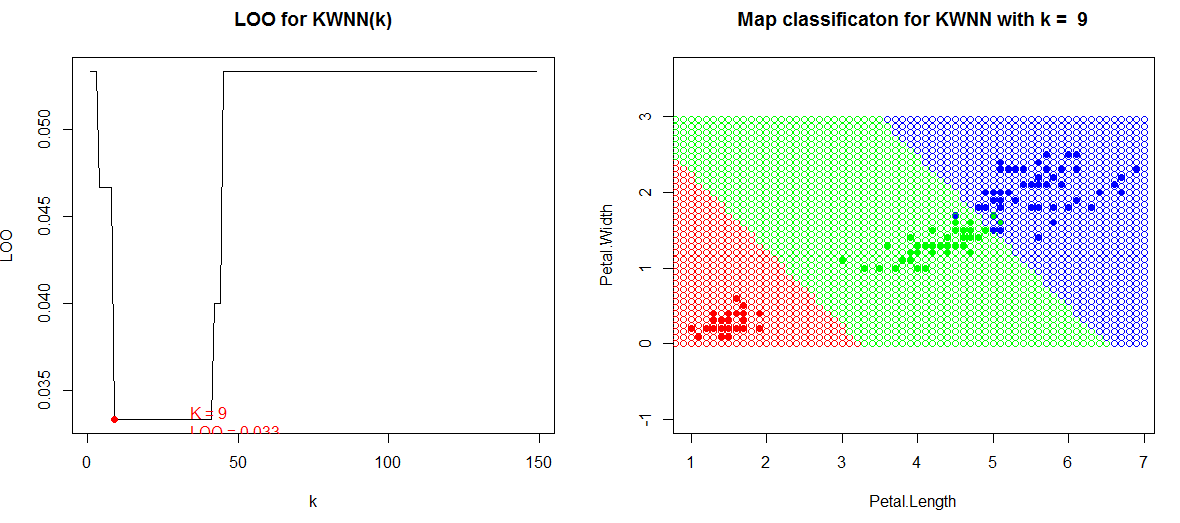 LOO for KWNN(k)
LOO
0.050
0.045
0.040
0.035
K = 9
LOO = 0.033
0 50 100 150
k
Map classificaton for KWNN with k =  9
Petal.Width
3
2
1
0
-1
1 2 3 4 5 6 7
Petal.Length